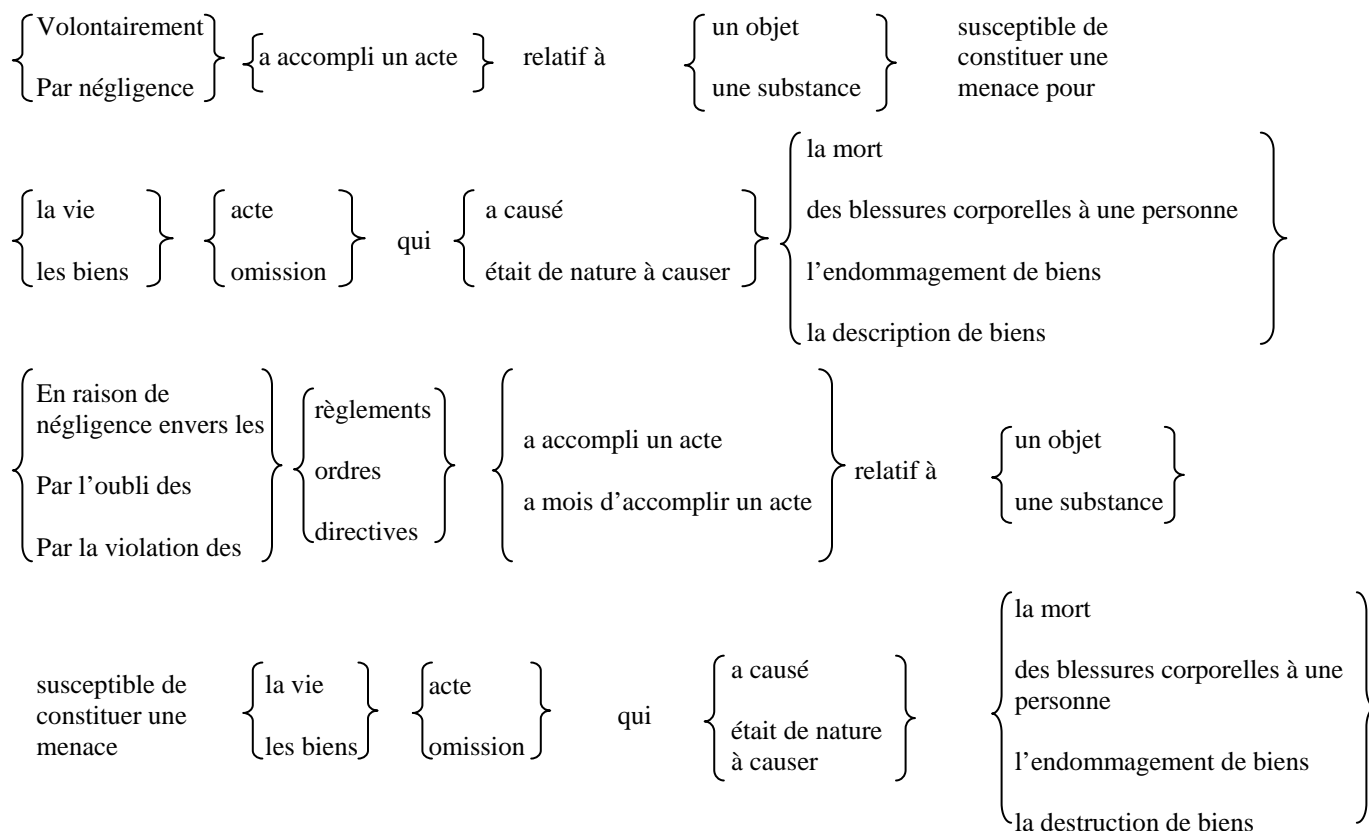 Volontairement
Par négligence
a accompli un acte
relatif à
un objet
une substance
susceptible de
constituer une
menace pour
la vie
les biens
acte
omission
qui
a causé
était de nature à causer
la mort
des blessures corporelles à une personne
l’endommagement de biens
la description de biens
En raison de
négligence envers les
Par l’oubli des
Par la violation des
règlements
ordres
directives
a accompli un acte
a mois d’accomplir un acte
relatif à
un objet
une substance
susceptible de
constituer une
menace
la vie
les biens
acte
omission
qui
a causé
était de nature
à causer
la mort
des blessures corporelles à une
personne
l’endommagement de biens
la destruction de biens